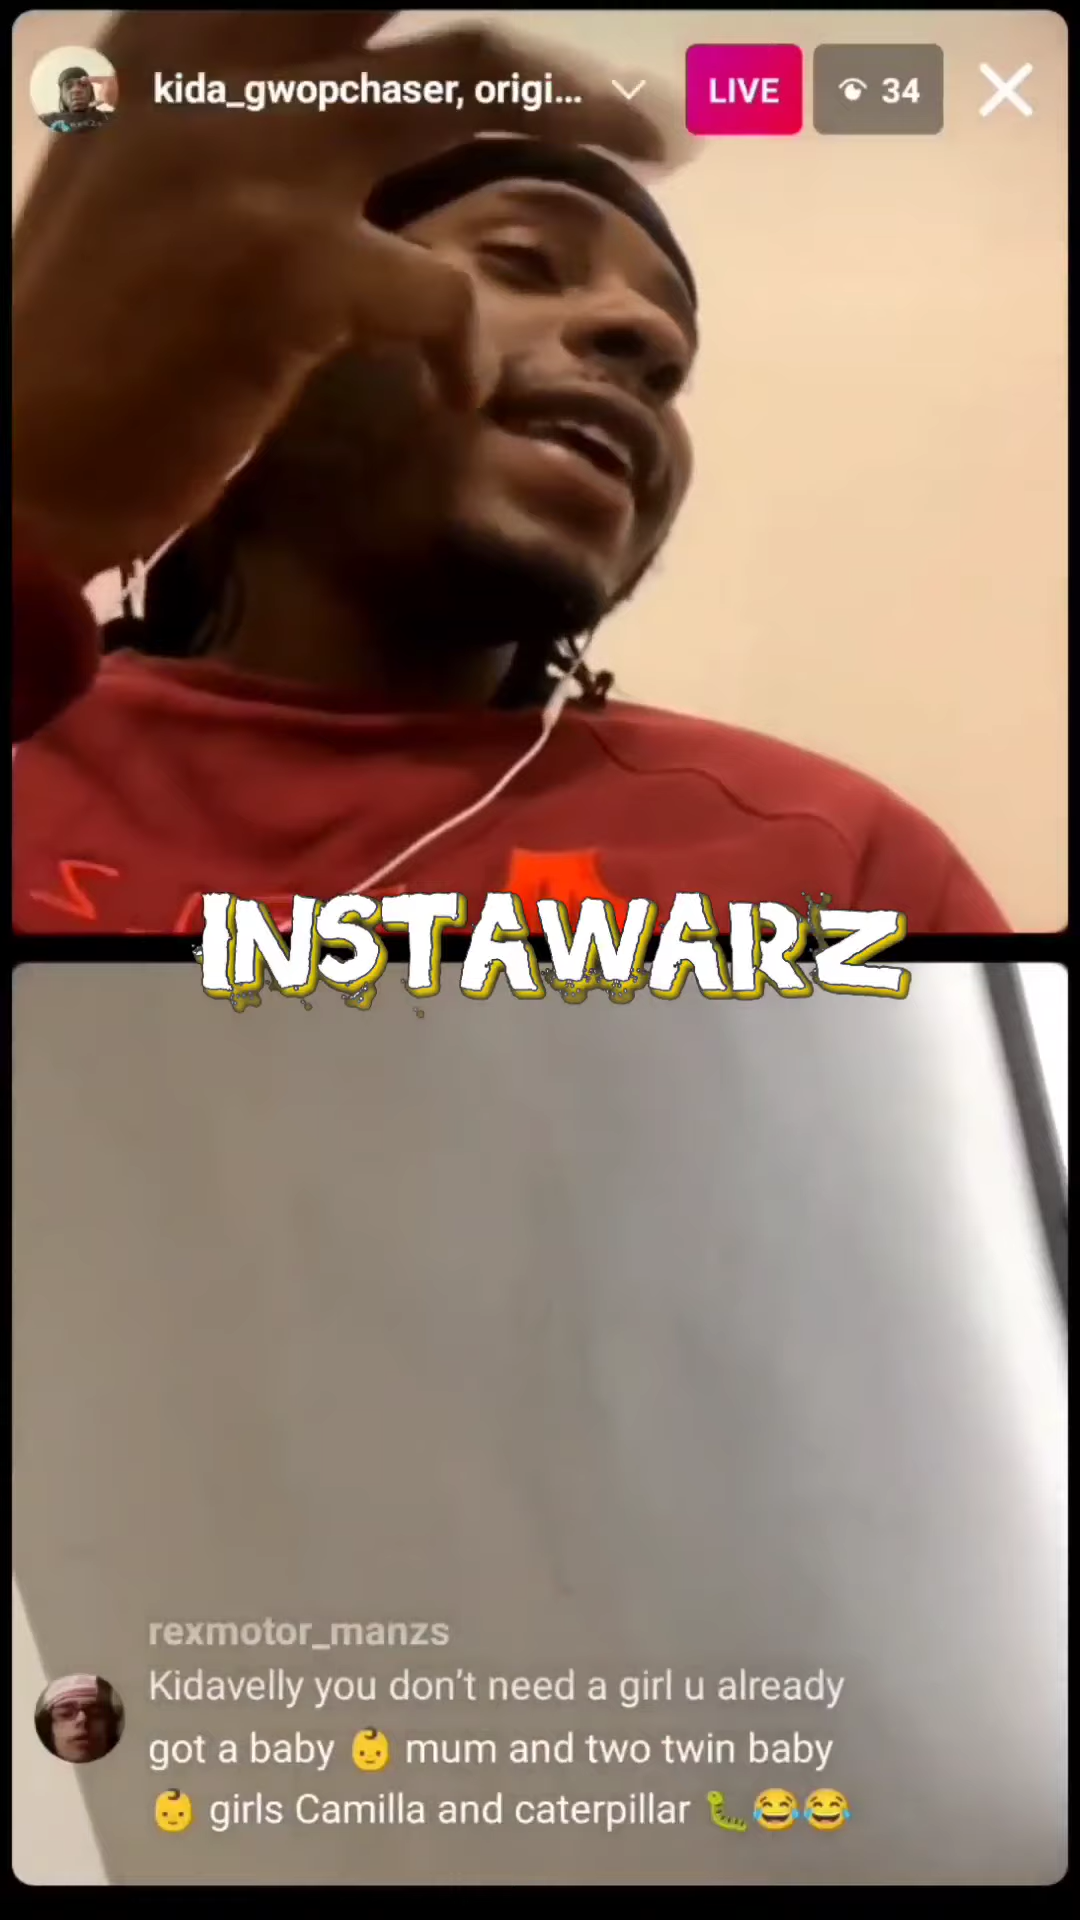 kida_gwopchaser, origi...
LIVE
34
INSTAWARZ
rexmotor_manzs
Kidavelly you don’t need a girl u already
got a baby 👶 mum and two twin baby
👶 girls Camilla and caterpillar 🐛😂😂